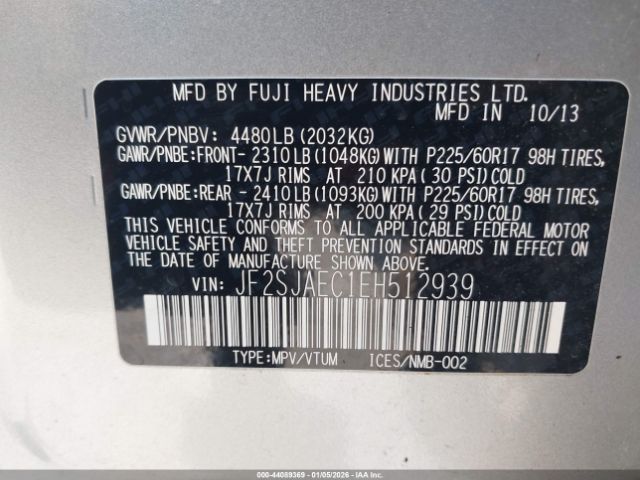 MFD BY FUJI HEAVY INDUSTRIES LTD.
MFD IN 10/13
GVWR/PNBV: 4480LB(2032KG)
GAWR/PNBE:FRONT- 2310LB(1048KG)WITH P225/60R17 98H TIRES,
17X7J RIMS AT 210 KPA( 30 PSI)COLD
GAWR/PNBE:REAR - 2410LB(1093KG)WITH P225/60R17 98H TIRES,
17X7J RIMS AT 200 KPA( 29 PSI)COLD
THIS VEHICLE CONFORMS TO ALL APPLICABLE FEDERAL MOTOR
VEHICLE SAFETY AND THEFT PREVENTION STANDARDS IN EFFECT ON
THE DATE OF MANUFACTURE SHOWN ABOVE.
VIN: JF2SJAEC1EH512939
TYPE:MPV/VTUM ICES/NMB-002
000-44089369 | 01/05/2026 | iaai.com